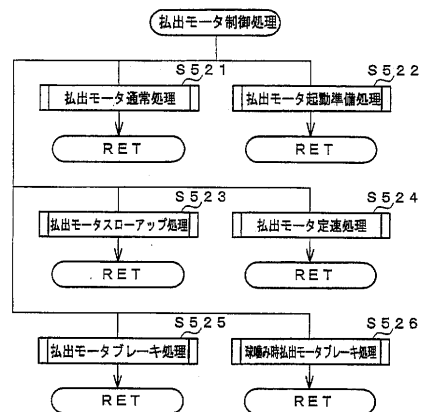 払出モータ制御処理
S521
払出モータ通常処理
RET
S522
払出モータ起動準備処理
RET
S523
払出モータスローアップ処理
RET
S524
払出モータ定速処理
RET
S525
払出モータブレーキ処理
RET
S526
球噛み時払出モータブレーキ処理
RET